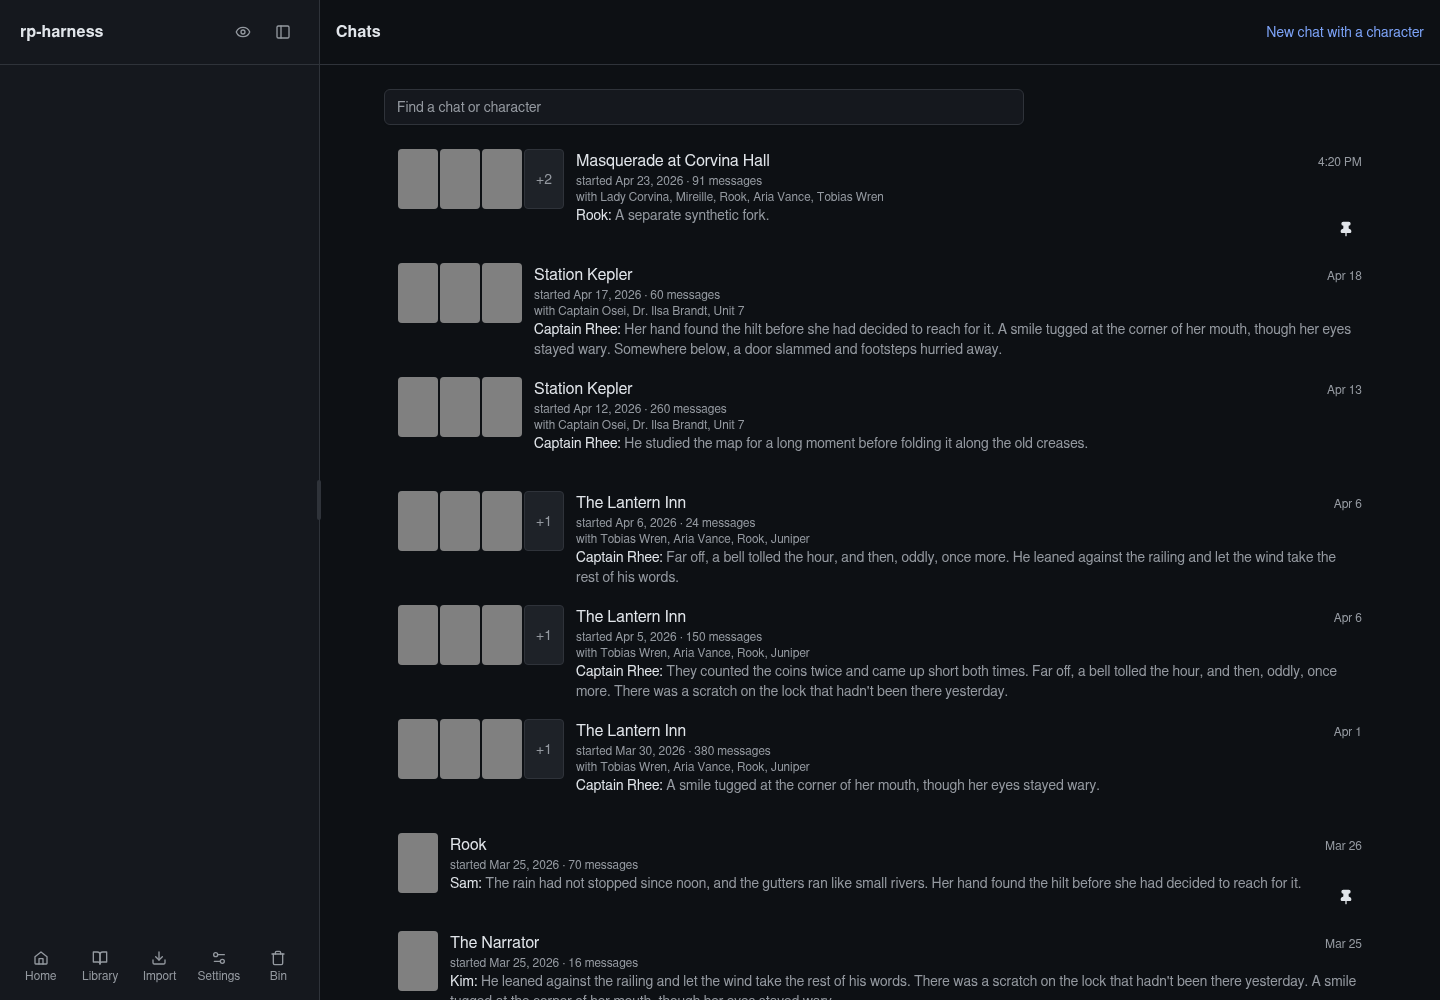 rp-harness
Chats
New chat with a character
Find a chat or character
+2
Masquerade at Corvina Hall
4:20 PM
started Apr 23, 2026 · 91 messages
with Lady Corvina, Mireille, Rook, Aria Vance, Tobias Wren
Rook: A separate synthetic fork.
Station Kepler
Apr 18
started Apr 17, 2026 · 60 messages
with Captain Osei, Dr. Ilsa Brandt, Unit 7
Captain Rhee: Her hand found the hilt before she had decided to reach for it. A smile tugged at the corner of her mouth, though her eyes
stayed wary. Somewhere below, a door slammed and footsteps hurried away.
Station Kepler
Apr 13
started Apr 12, 2026 · 260 messages
with Captain Osei, Dr. Ilsa Brandt, Unit 7
Captain Rhee: He studied the map for a long moment before folding it along the old creases.
+1
The Lantern Inn
Apr 6
started Apr 6, 2026 · 24 messages
with Tobias Wren, Aria Vance, Rook, Juniper
Captain Rhee: Far off, a bell tolled the hour, and then, oddly, once more. He leaned against the railing and let the wind take the
rest of his words.
+1
The Lantern Inn
Apr 6
started Apr 5, 2026 · 150 messages
with Tobias Wren, Aria Vance, Rook, Juniper
Captain Rhee: They counted the coins twice and came up short both times. Far off, a bell tolled the hour, and then, oddly, once
more. There was a scratch on the lock that hadn't been there yesterday.
+1
The Lantern Inn
Apr 1
started Mar 30, 2026 · 380 messages
with Tobias Wren, Aria Vance, Rook, Juniper
Captain Rhee: A smile tugged at the corner of her mouth, though her eyes stayed wary.
Rook
Mar 26
started Mar 25, 2026 · 70 messages
Sam: The rain had not stopped since noon, and the gutters ran like small rivers. Her hand found the hilt before she had decided to reach for it.
The Narrator
Mar 25
started Mar 25, 2026 · 16 messages
Kim: He leaned against the railing and let the wind take the rest of his words. There was a scratch on the lock that hadn't been there yesterday. A smile
tugged at the corner of her mouth, though her eyes stayed wary.
Home
Library
Import
Settings
Bin